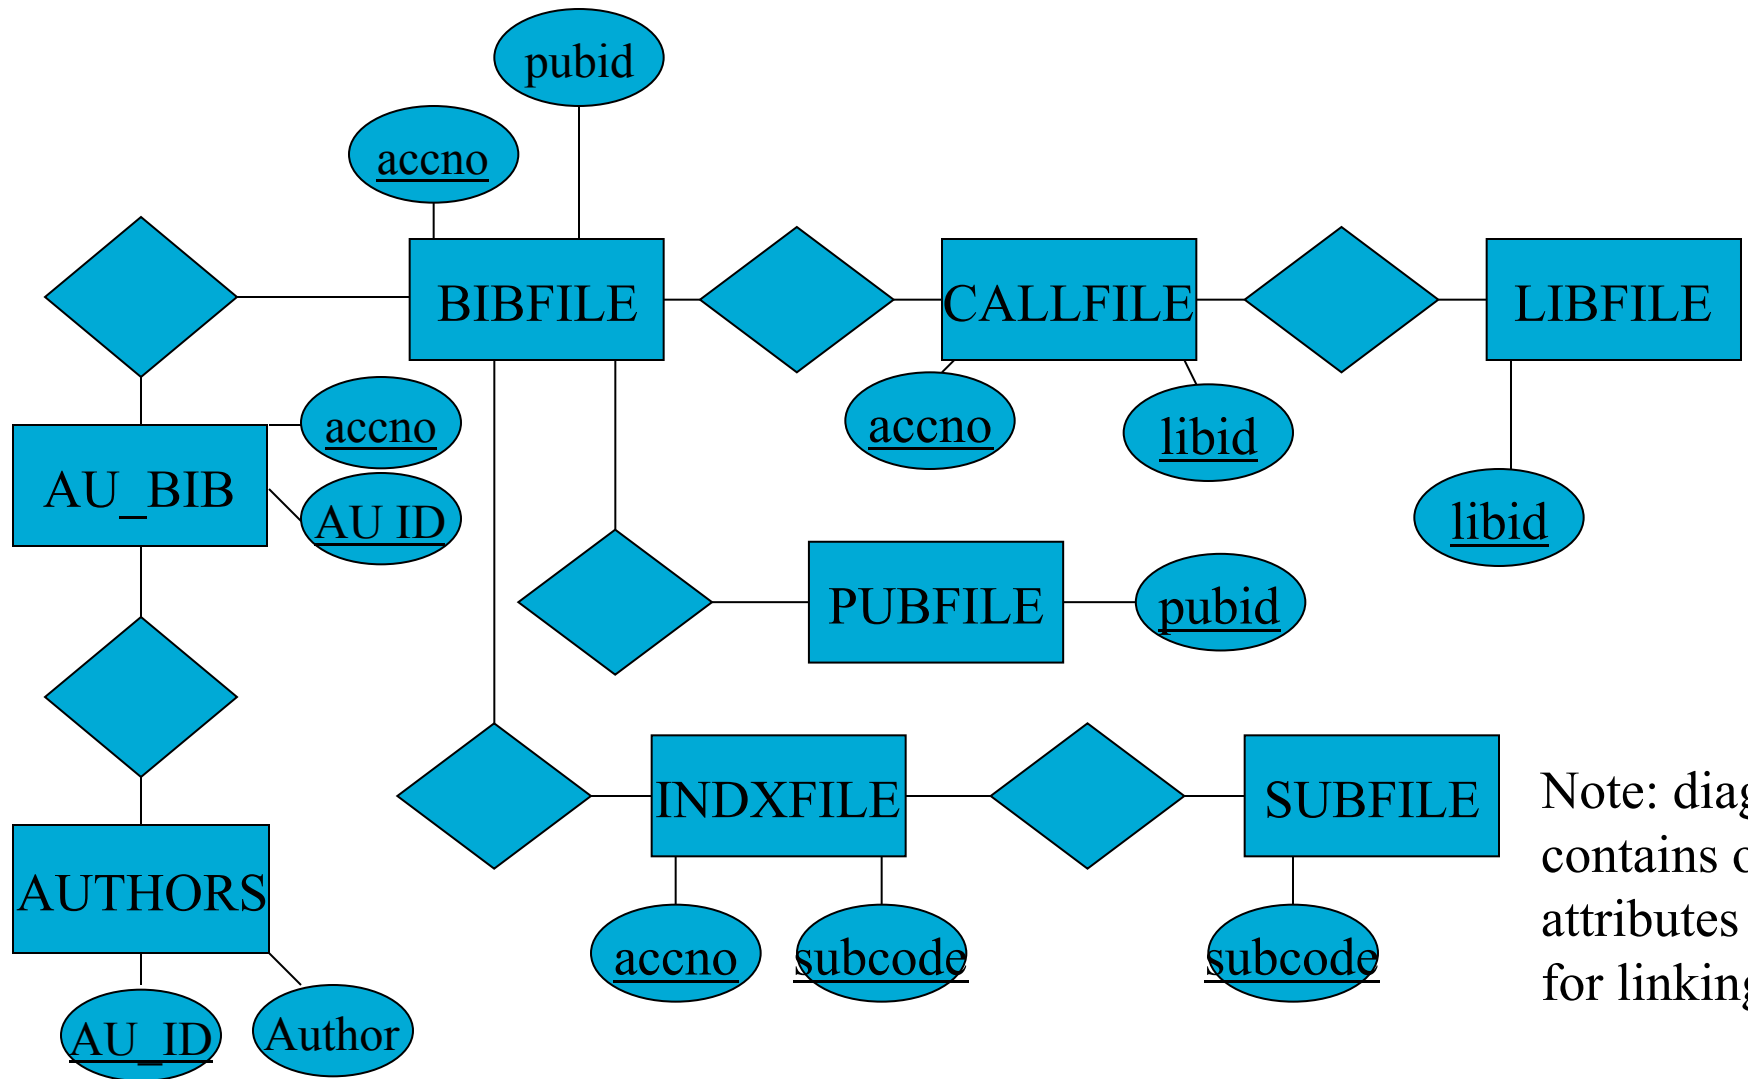 pubid
accno
BIBFILE
CALLFILE
LIBFILE
accno
accno
libid
AU_BIB
AU ID
libid
PUBFILE
pubid
INDXFILE
SUBFILE
Note: diag
contains o
attributes
for linking
AUTHORS
accno
subcode
subcode
AU_ID
Author